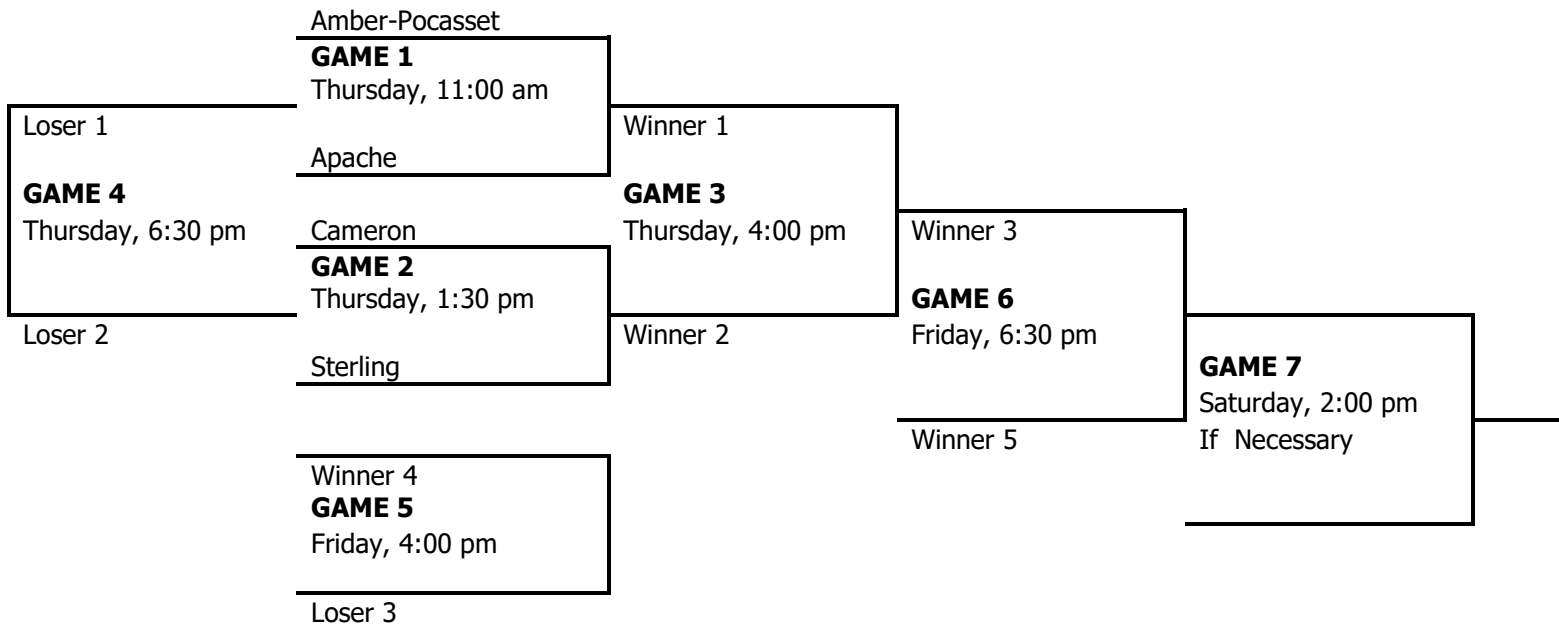 Amber-Pocasset
GAME 1
Thursday, 11:00 am
Apache
Loser 1
GAME 4
Thursday, 6:30 pm
Loser 2
Cameron
GAME 2
Thursday, 1:30 pm
Sterling
Winner 1
GAME 3
Thursday, 4:00 pm
Winner 2
Winner 4
GAME 5
Friday, 4:00 pm
Loser 3
Winner 3
GAME 6
Friday, 6:30 pm
Winner 5
GAME 7
Saturday, 2:00 pm
If Necessary